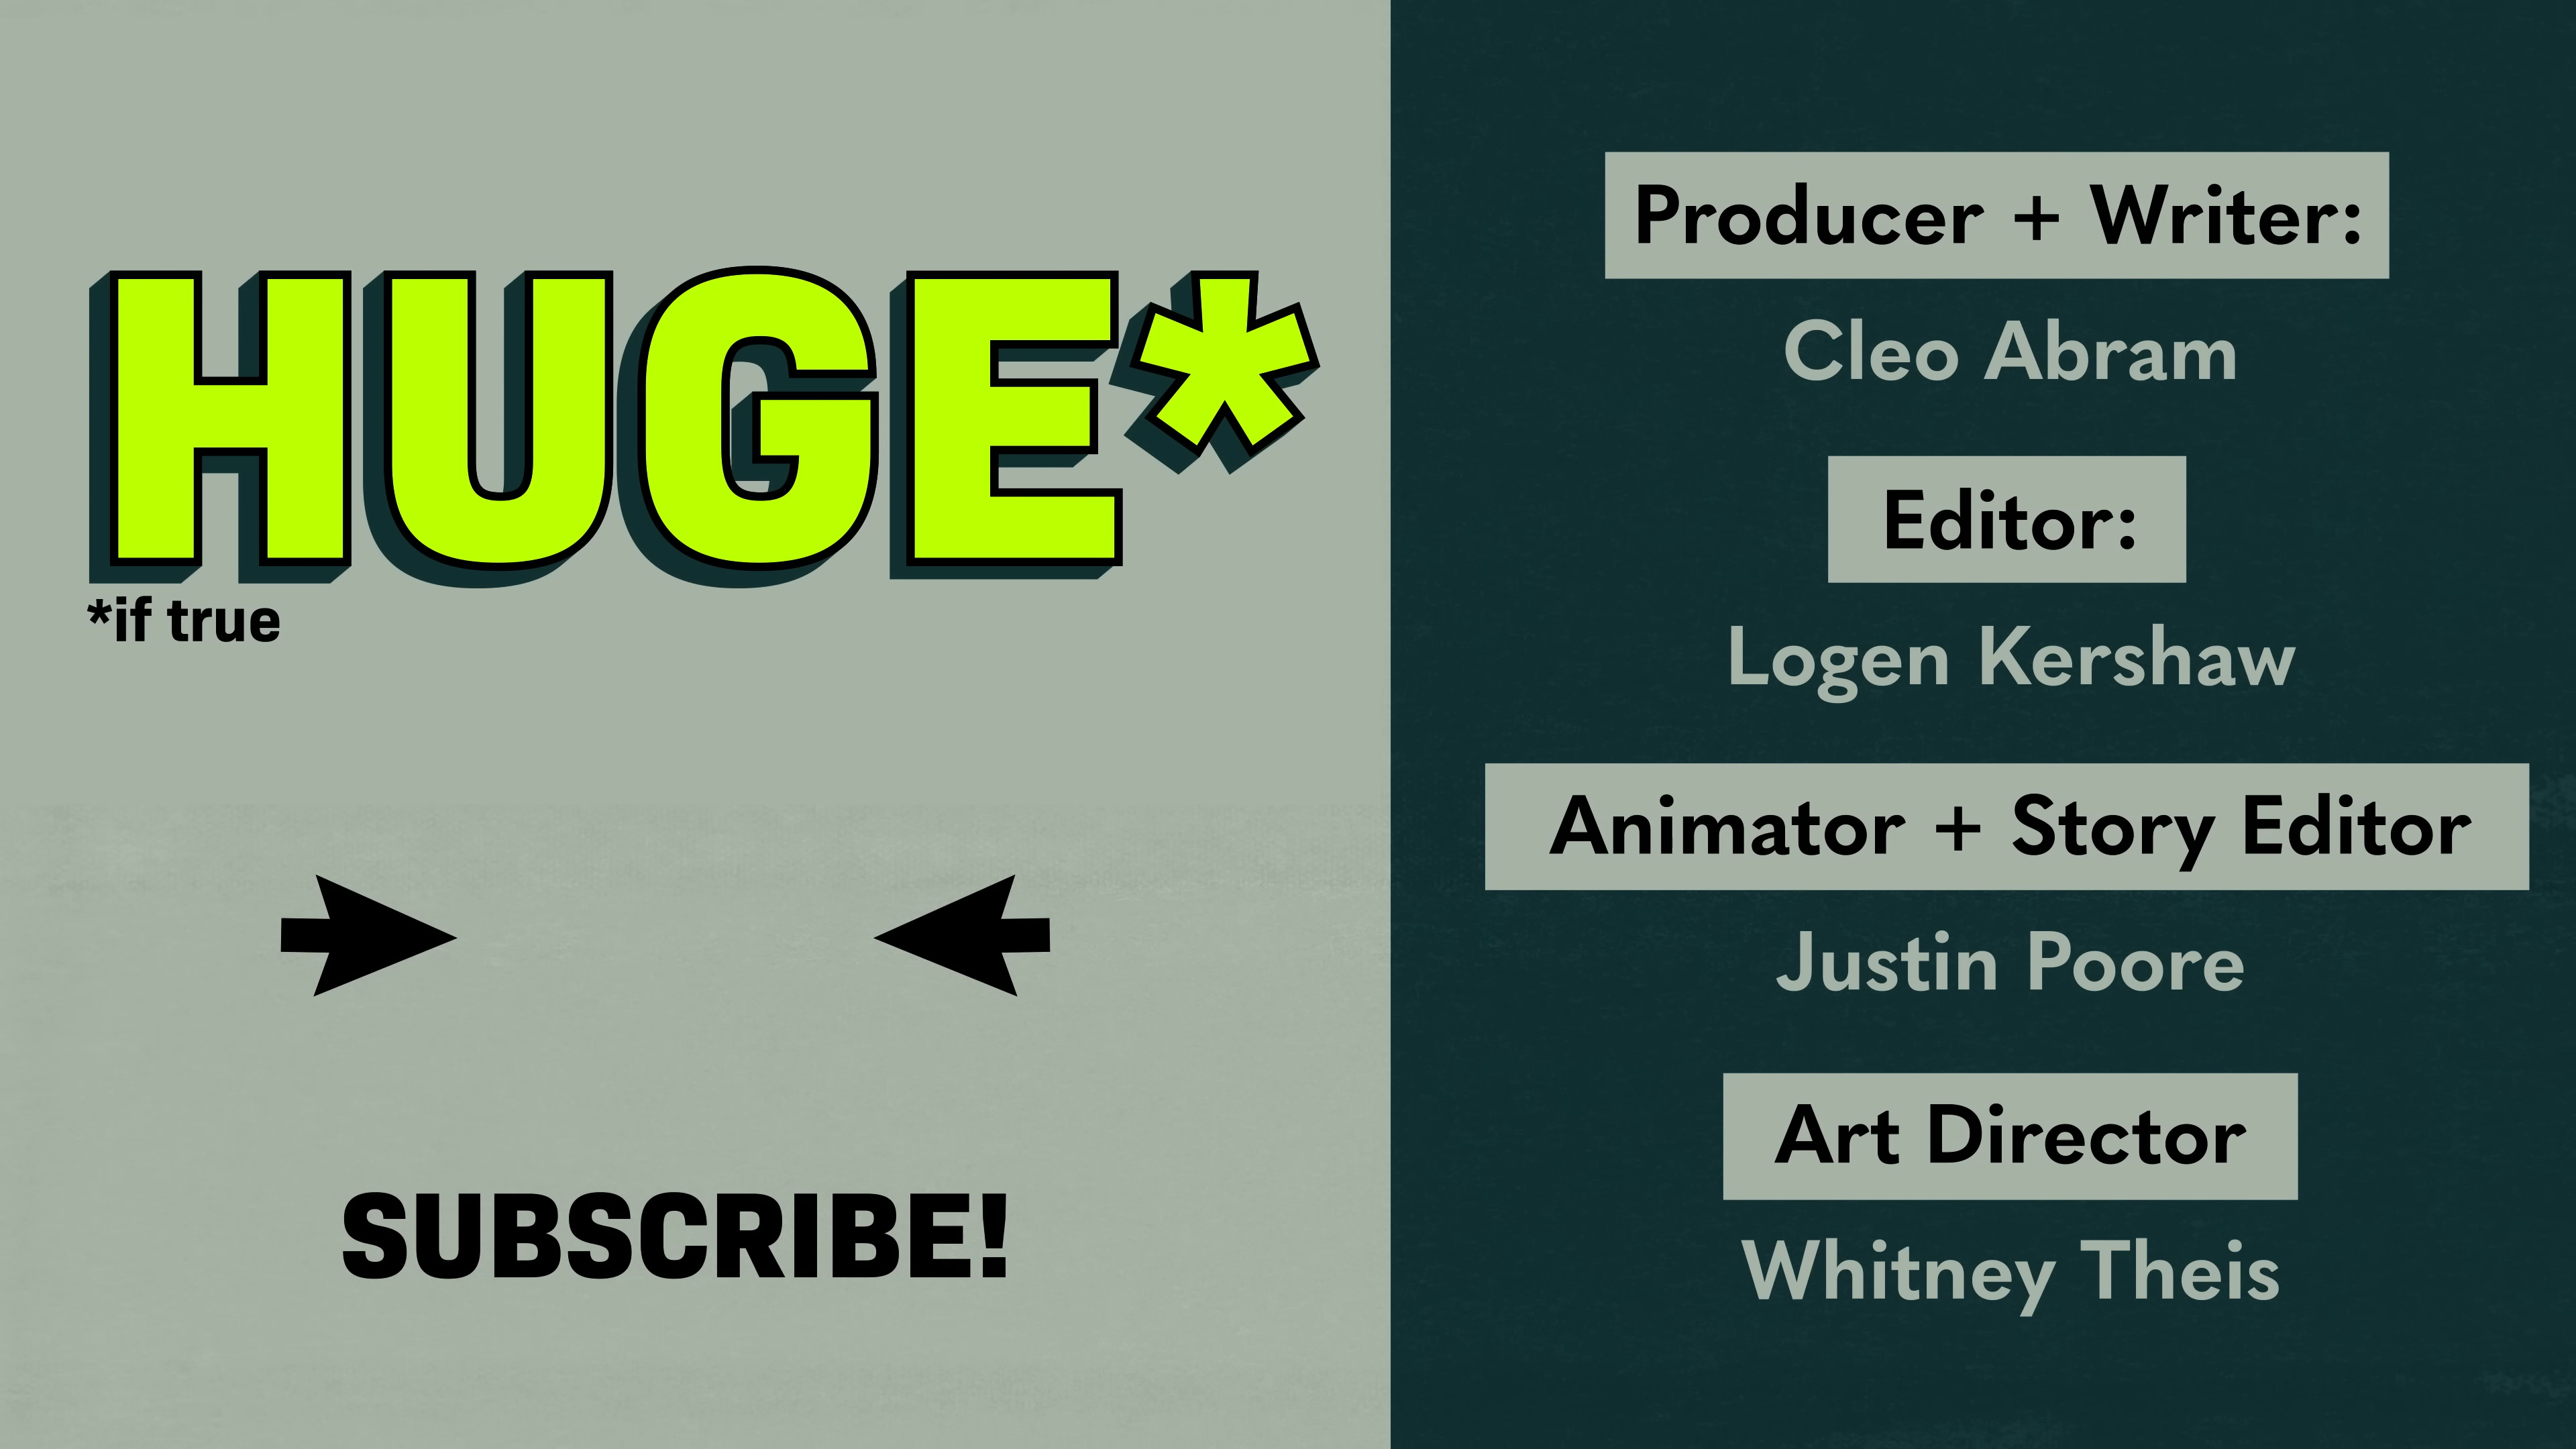 HUGE*
*if true
SUBSCRIBE!
Producer + Writer:
Cleo Abram
Editor:
Logen Kershaw
Animator + Story Editor
Justin Poore
Art Director
Whitney Theis